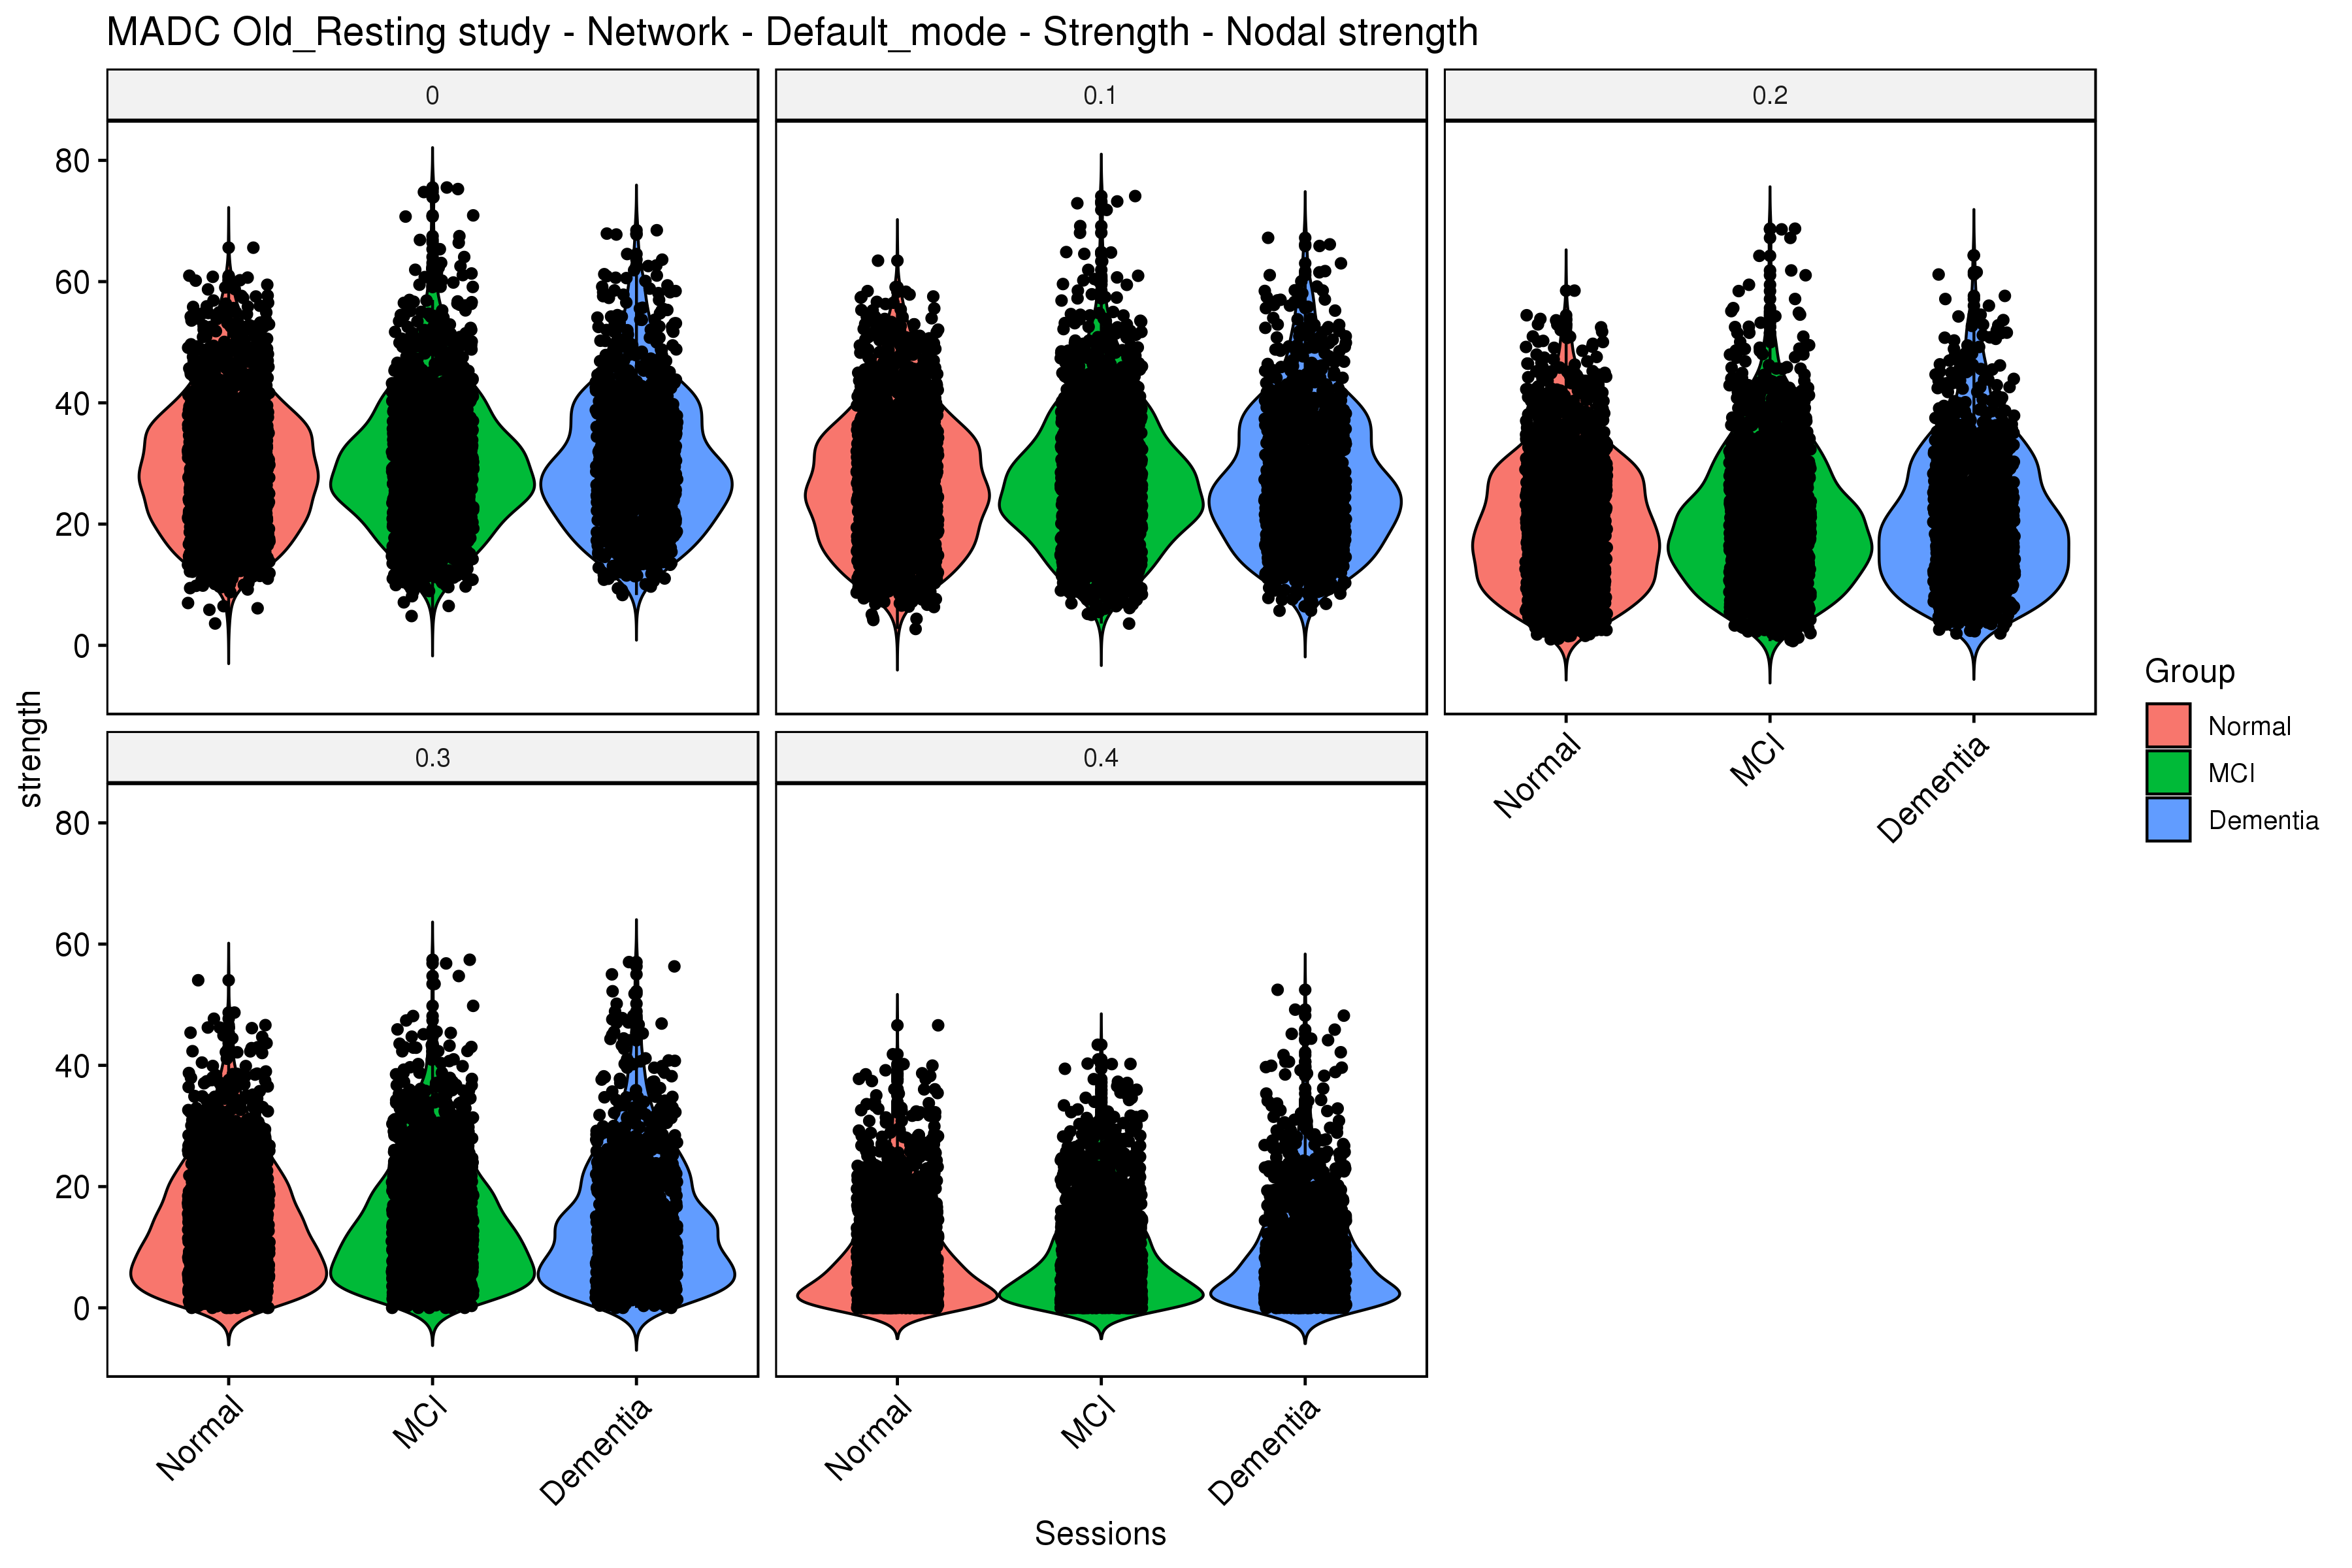 MADC Old_Resting study - Network - Default_mode - Strength - Nodal strength
0
0.1
0.2
80
60
40
20
0
strength
Normal
MCI
Dementia
Group
Normal
MCI
Dementia
0.3
0.4
80
60
40
20
0
Normal
MCI
Dementia
Normal
MCI
Dementia
Sessions